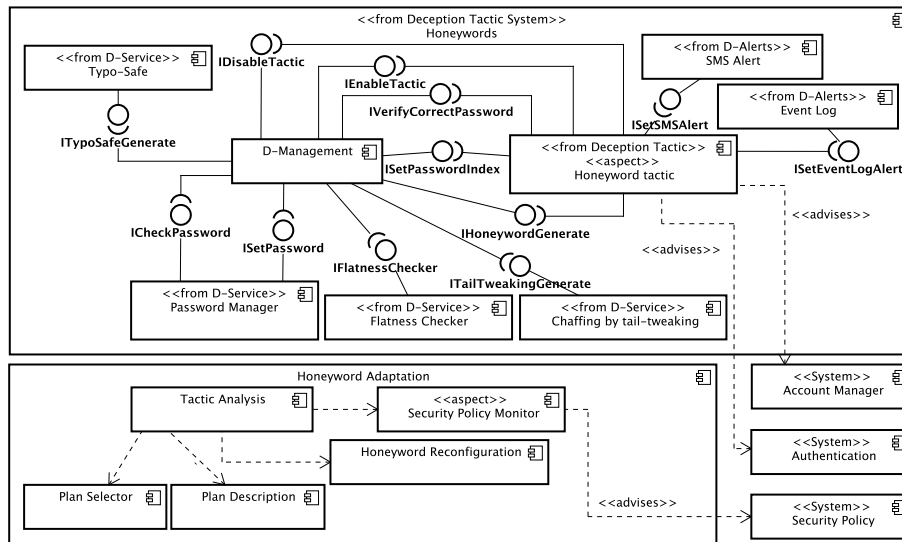 <<from Deception Tactic System>>
Honeywords
<<from D-Service>>
Typo-Safe
IDisableTactic
IEnableTactic
IVerifyCorrectPassword
<<from D-Alerts>>
SMS Alert
<<from D-Alerts>>
Event Log
ISetSMSAlert
ITypoSafeGenerate
D-Management
ISetPasswordIndex
<<from Deception Tactic>>
<<aspect>>
Honeyword tactic
ISetEventLogAlert
ICheckPassword
ISetPassword
IFlatnessChecker
IHoneywordGenerate
ITailTweakingGenerate
<<advises>>
<<advises>>
<<from D-Service>>
Password Manager
<<from D-Service>>
Flatness Checker
<<from D-Service>>
Chaffing by tail-tweaking
Honeyword Adaptation
Tactic Analysis
<<aspect>>
Security Policy Monitor
Honeyword Reconfiguration
Plan Selector
Plan Description
<<advises>>
<<System>>
Account Manager
<<System>>
Authentication
<<System>>
Security Policy